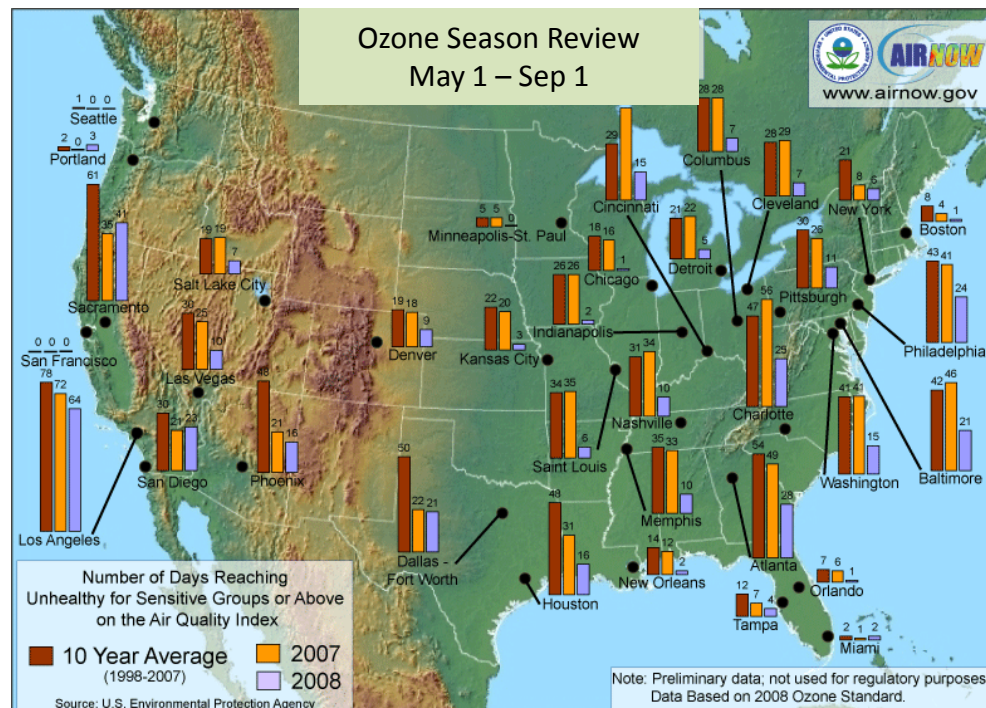 Ozone Season Review
May 1 – Sep 1
UNITED STATES
ENVIRONMENTAL PROTECTION AGENCY
AIRNOW
www.airnow.gov
1 0 0
Seattle
2 0 3
Portland
61 35 41
Sacramento
0 0 0
San Francisco
78 72 64
Los Angeles
19 19 7
Salt Lake City
30 25 10
Las Vegas
30 21 23
San Diego
48 21 16
Phoenix
19 18 9
Denver
5 5 0
Minneapolis-St. Paul
22 20 3
Kansas City
50 22 21
Dallas -
Fort Worth
48 31 16
Houston
18 16 1
Chicago
26 26 2
Indianapolis
34 35 6
Saint Louis
31 34 10
Nashville
35 33 10
Memphis
14 12 2
New Orleans
29 15
Cincinnati
21 22 5
Detroit
28 28 7
Columbus
28 29 7
Cleveland
30 26 11
Pittsburgh
21 8 6
New York
8 4 1
Boston
43 41 24
Philadelphia
42 46 21
Baltimore
41 41 15
Washington
47 56 25
Charlotte
54 49 28
Atlanta
7 6 1
Orlando
12 7 4
Tampa
2 1 2
Miami
Number of Days Reaching
Unhealthy for Sensitive Groups or Above
on the Air Quality Index
10 Year Average
(1998-2007)
2007
2008
Source: U.S. Environmental Protection Agency
Note: Preliminary data; not used for regulatory purposes.
Data Based on 2008 Ozone Standard.